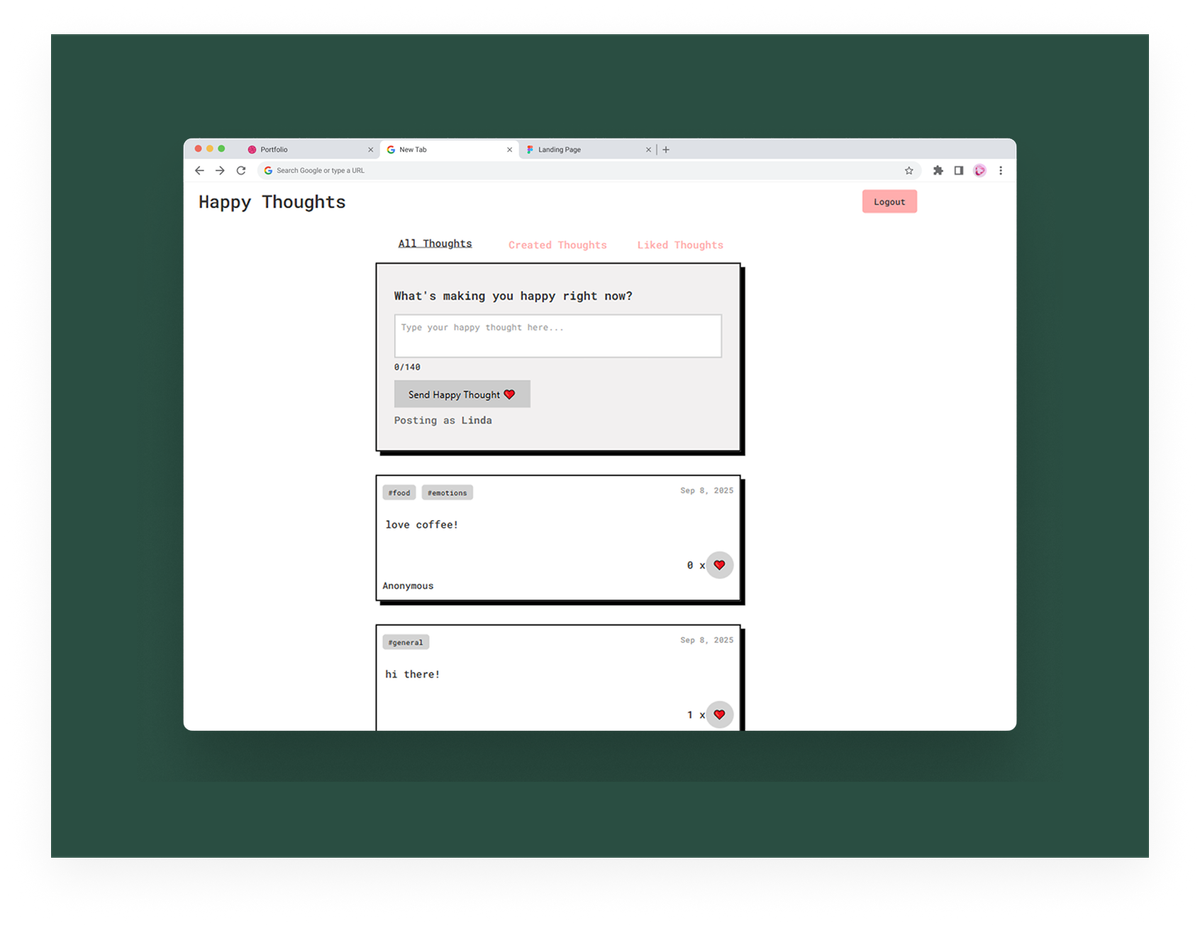 Portfolio
New Tab
Landing Page
Search Google or type a URL
Happy Thoughts
Logout
All Thoughts
Created Thoughts
Liked Thoughts
What's making you happy right now?
Type your happy thought here...
0/140
Send Happy Thought
Posting as Linda
#food
#emotions
Sep 8, 2025
love coffee!
0 x
Anonymous
#general
Sep 8, 2025
hi there!
1 x